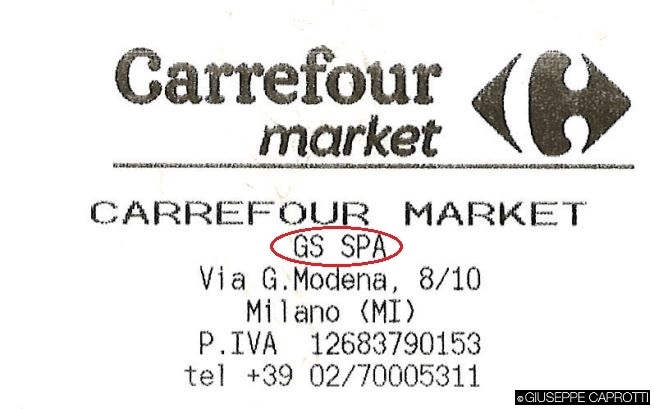 Carrefour
market
CARREFOUR MARKET
GS SPA
Via G.Modena, 8/10
Milano (MI)
P.IVA 12683790153
tel +39 02/70005311
©GIUSEPPE CAPROTTI